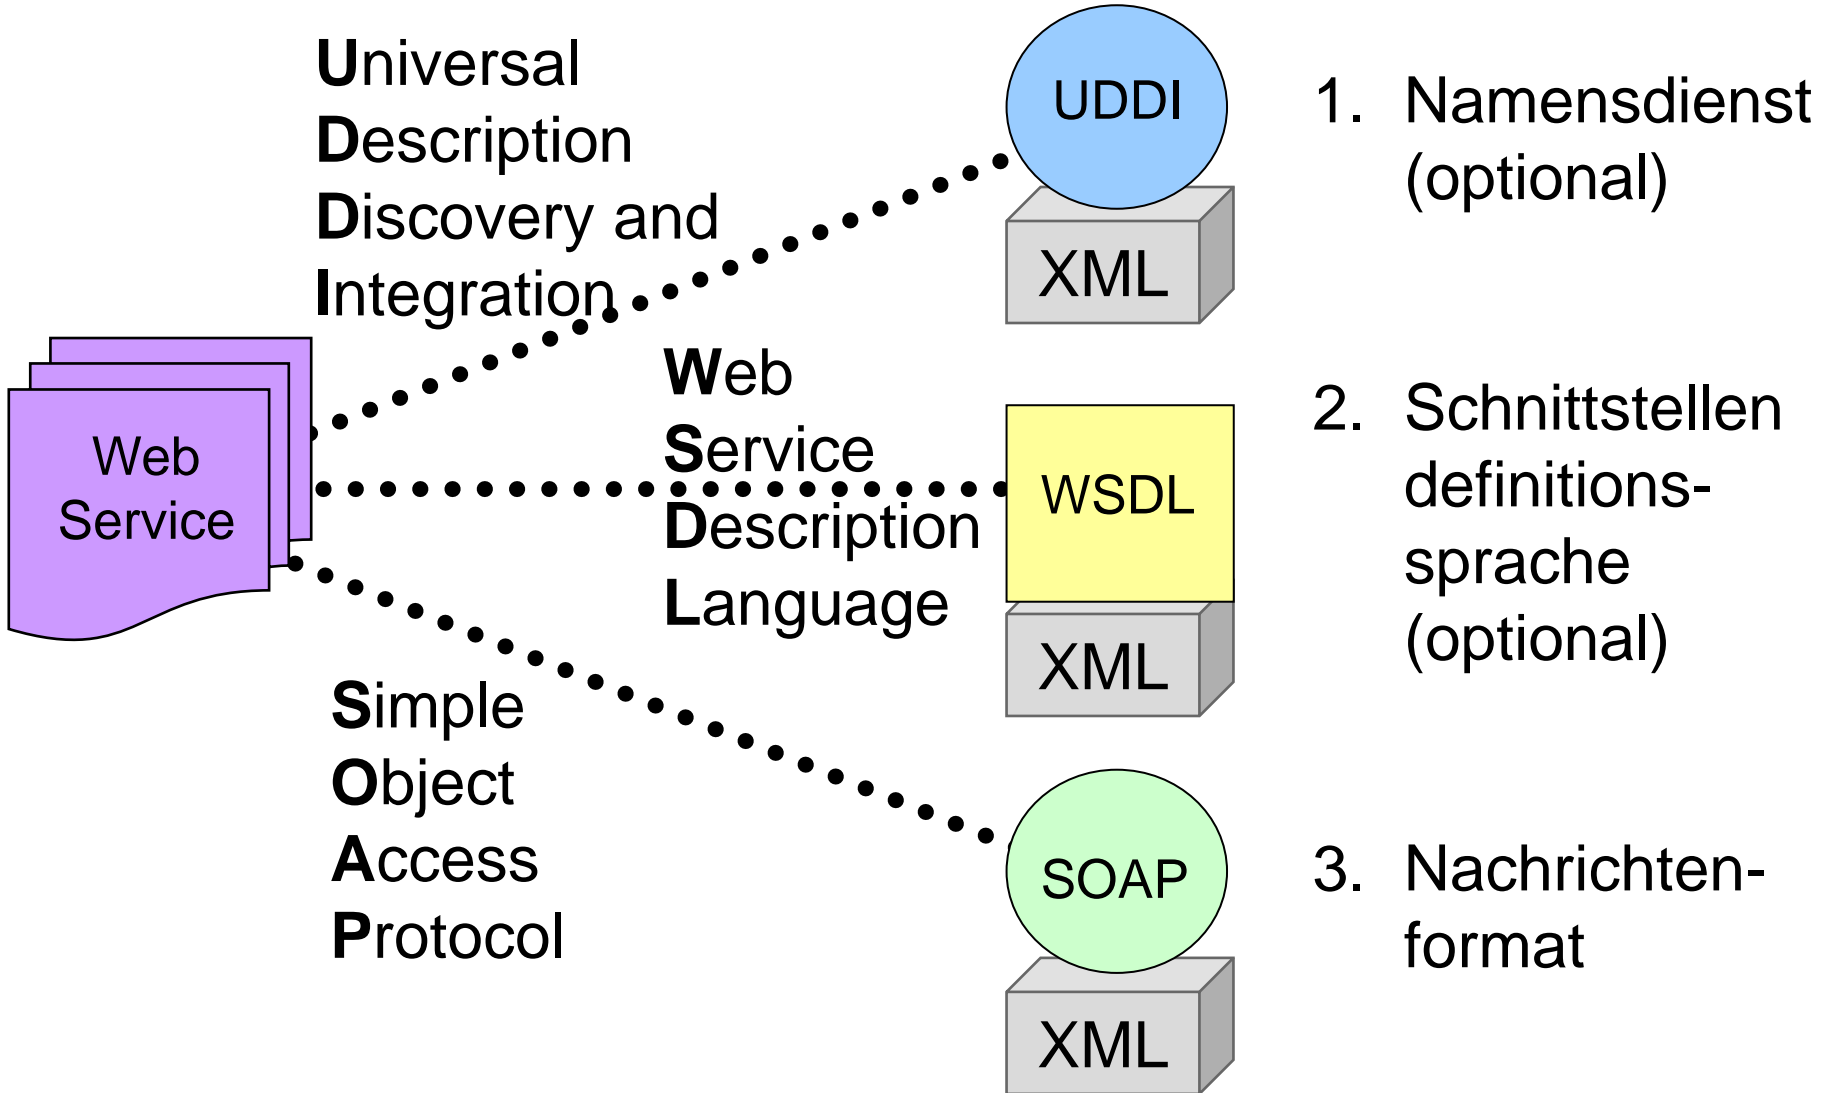 Universal
Description
Discovery and
Integration
UDDI
XML
1. Namensdienst
(optional)
Web
Service
Web
Service
Description
Language
WSDL
XML
2. Schnittstellen
definitions-
sprache
(optional)
Simple
Object
Access
Protocol
SOAP
XML
3. Nachrichten-
format